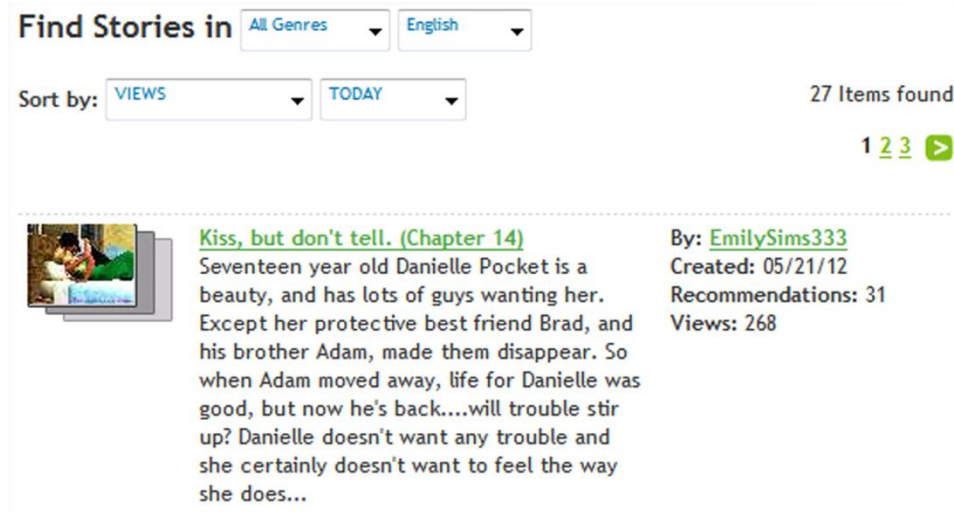 Find Stories in All Genres English
Sort by: VIEWS TODAY 27 Items found
1 2 3 >
Kiss, but don't tell. (Chapter 14)
Seventeen year old Danielle Pocket is a
beauty, and has lots of guys wanting her.
Except her protective best friend Brad, and
his brother Adam, made them disappear. So
when Adam moved away, life for Danielle was
good, but now he's back....will trouble stir
up? Danielle doesn't want any trouble and
she certainly doesn't want to feel the way
she does...
By: EmilySims333
Created: 05/21/12
Recommendations: 31
Views: 268